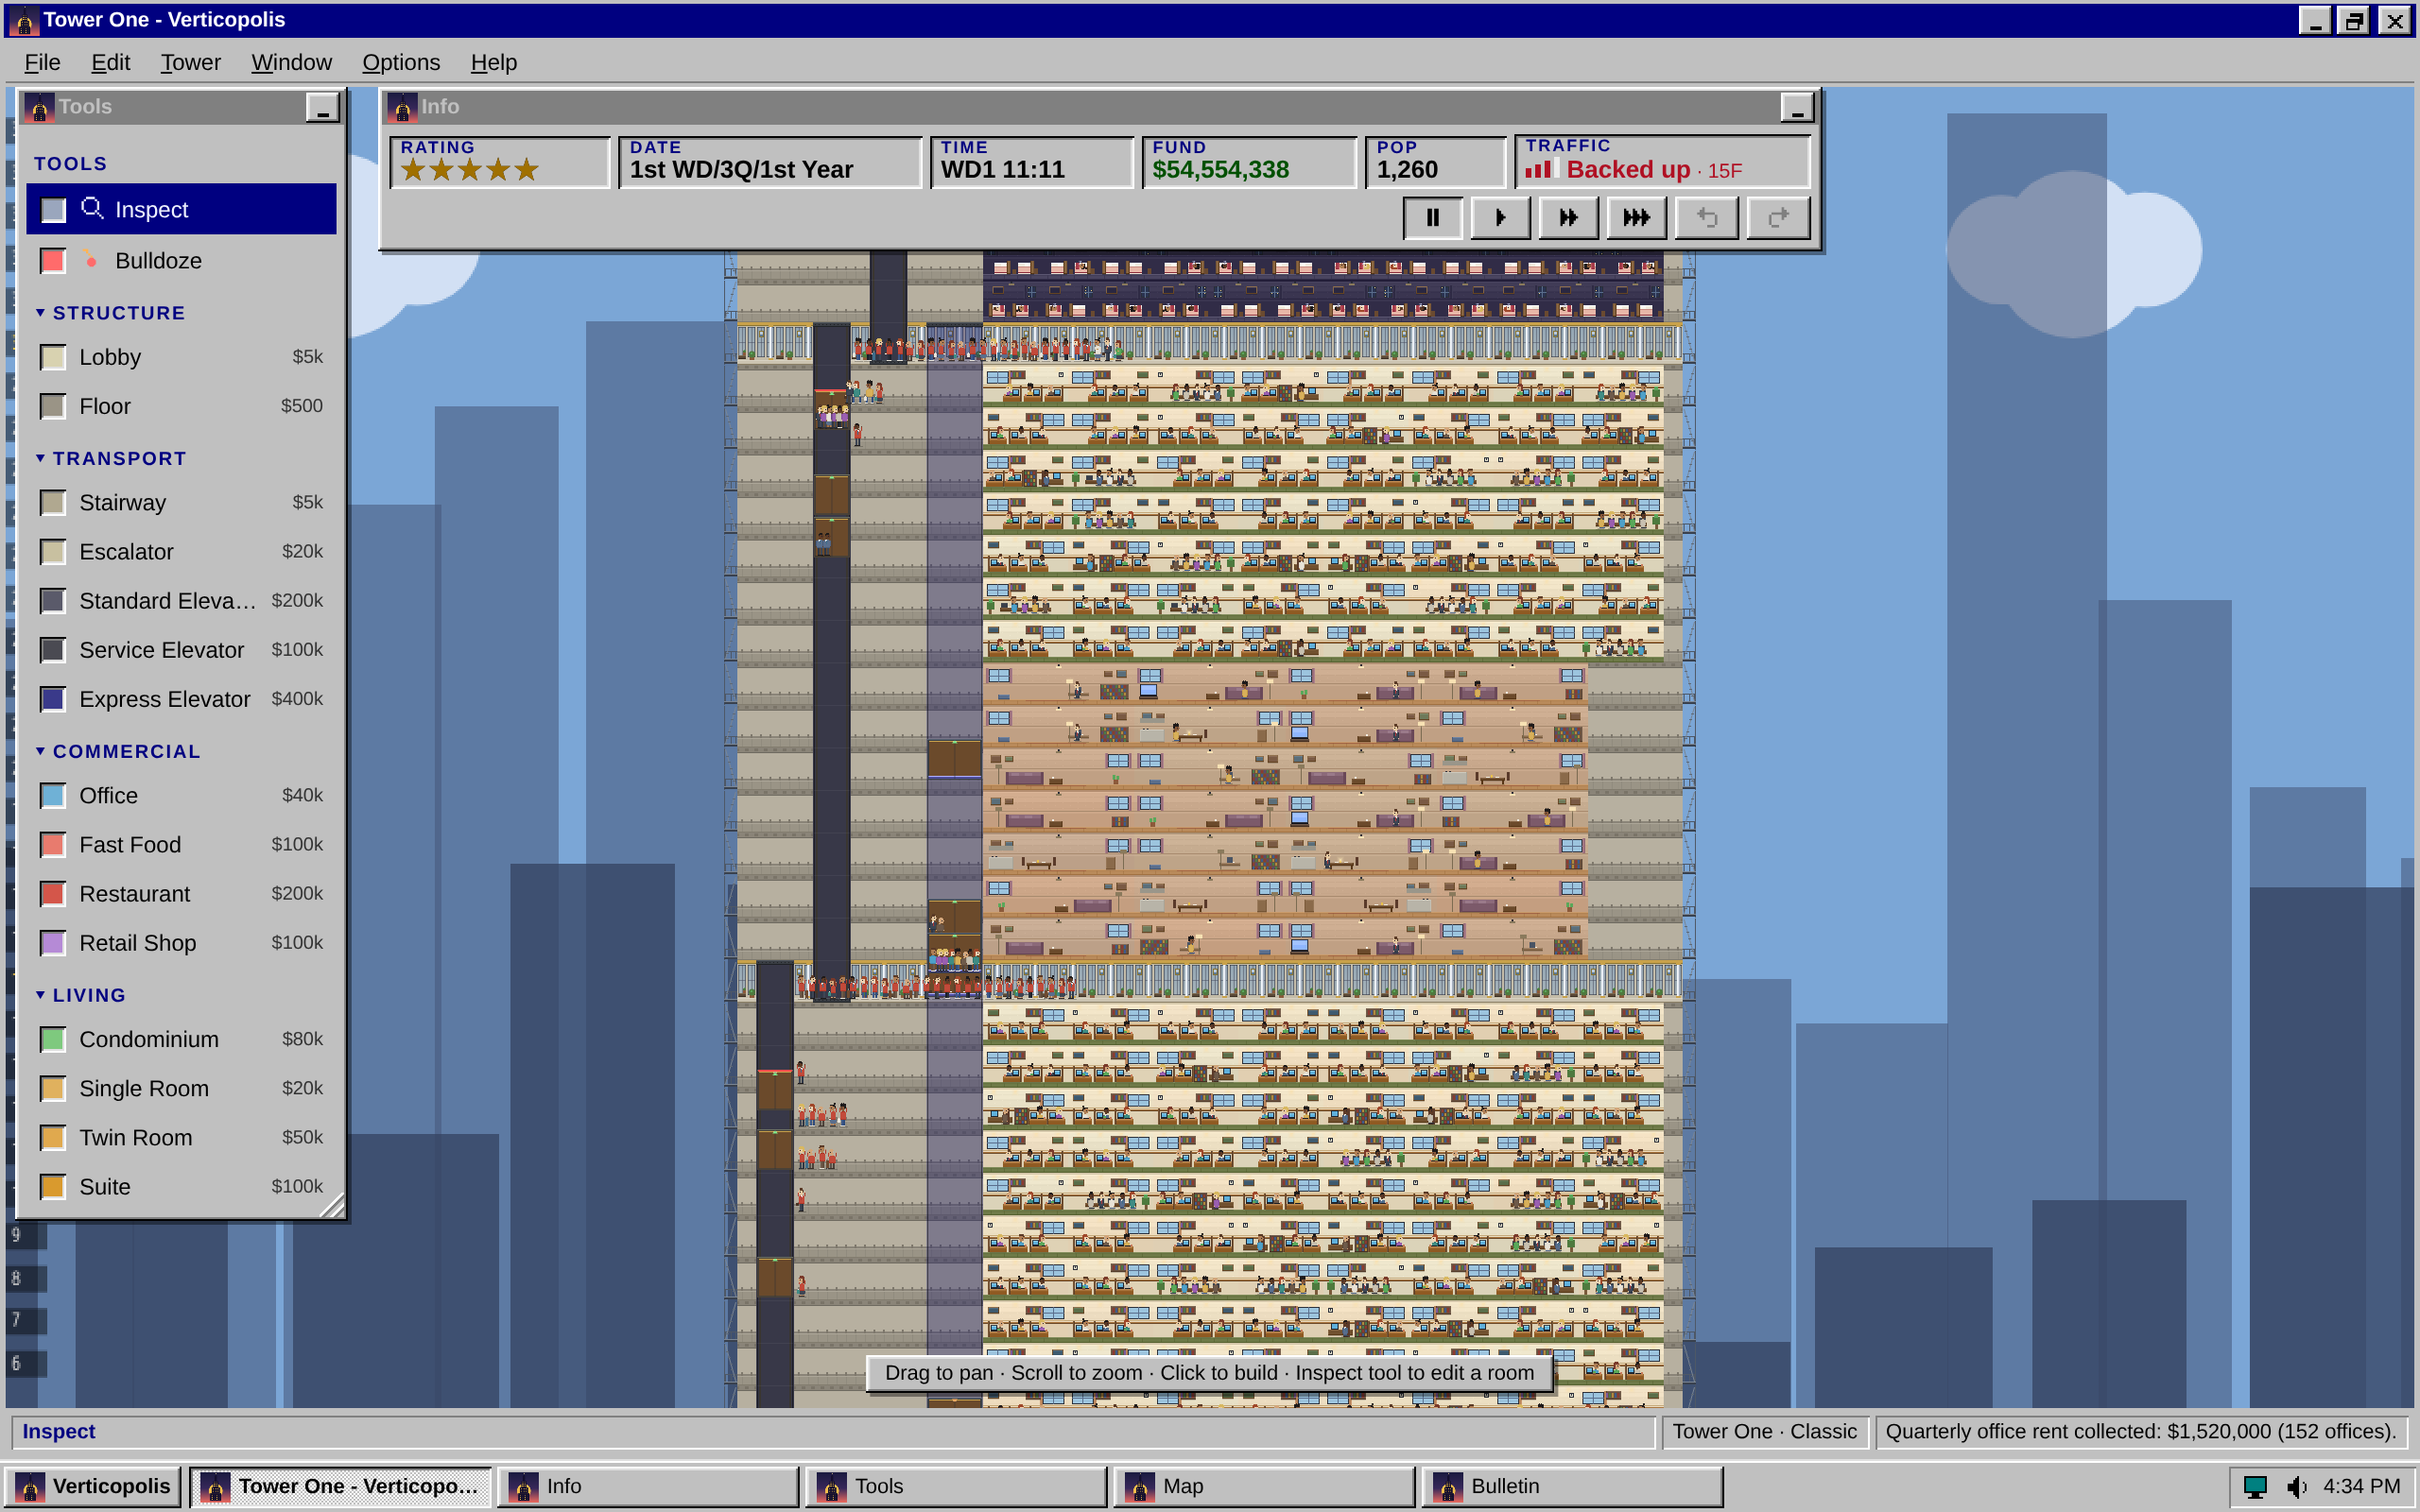 Tower One - Verticopolis
File Edit Tower Window Options Help
Tools
Info
TOOLS
Inspect
Bulldoze
STRUCTURE
Lobby $5k
Floor $500
TRANSPORT
Stairway $5k
Escalator $20k
Standard Eleva… $200k
Service Elevator $100k
Express Elevator $400k
COMMERCIAL
Office $40k
Fast Food $100k
Restaurant $200k
Retail Shop $100k
LIVING
Condominium $80k
Single Room $20k
Twin Room $50k
Suite $100k
RATING
★★★★★
DATE
1st WD/3Q/1st Year
TIME
WD1 11:11
FUND
$54,554,338
POP
1,260
TRAFFIC
Backed up · 15F
9
8
7
6
Drag to pan · Scroll to zoom · Click to build · Inspect tool to edit a room
Inspect
Tower One · Classic
Quarterly office rent collected: $1,520,000 (152 offices).
Verticopolis
Tower One - Verticopo…
Info
Tools
Map
Bulletin
4:34 PM